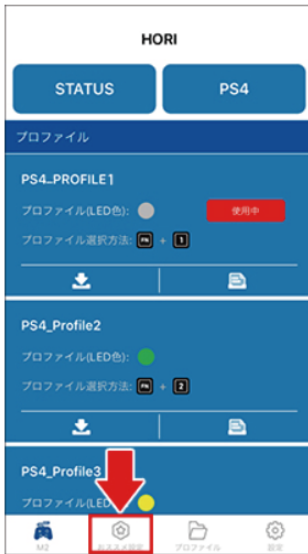 HORI
STATUS PS4
プロファイル
PS4_PROFILE1
プロファイル(LED色): 使用中
プロファイル選択方法: FN + 1
PS4_Profile2
プロファイル(LED色):
プロファイル選択方法: FN + 2
PS4_Profile3
プロファイル(LED
M2 おススメ設定 プロファイル 設定